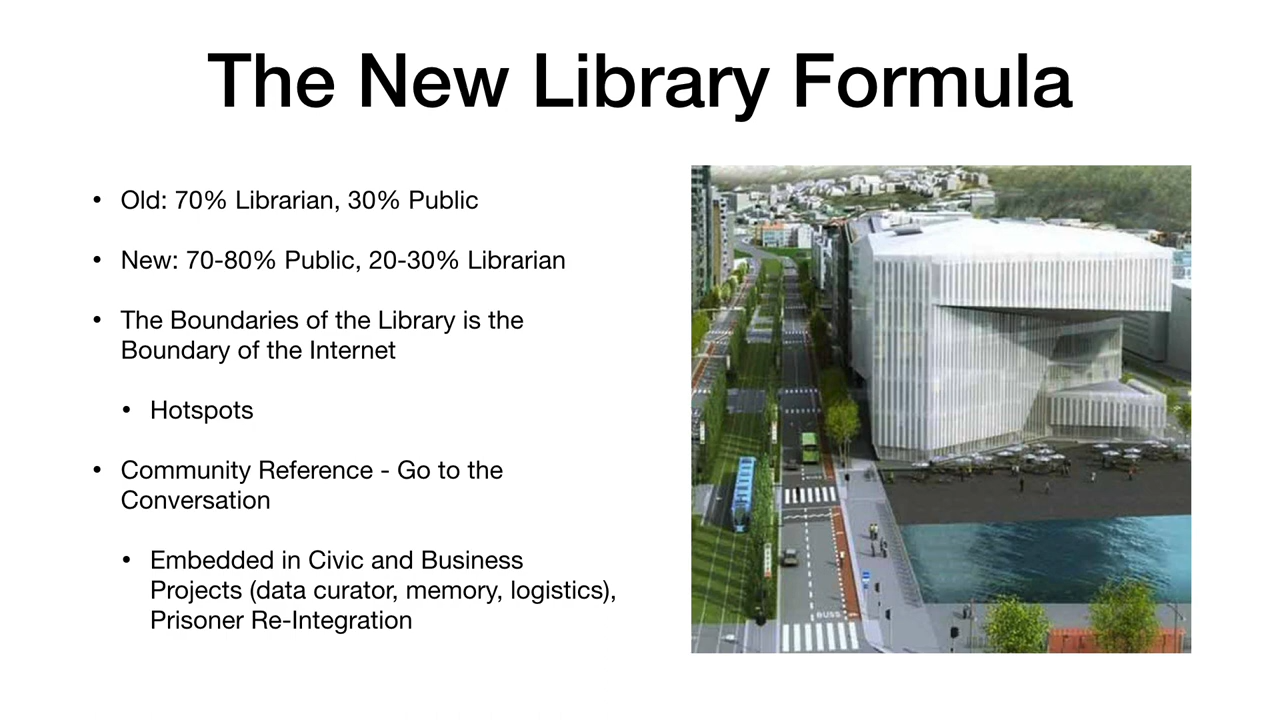 The New Library Formula
• Old: 70% Librarian, 30% Public
• New: 70-80% Public, 20-30% Librarian
• The Boundaries of the Library is the
Boundary of the Internet
• Hotspots
• Community Reference - Go to the
Conversation
• Embedded in Civic and Business
Projects (data curator, memory, logistics),
Prisoner Re-Integration
BUSS